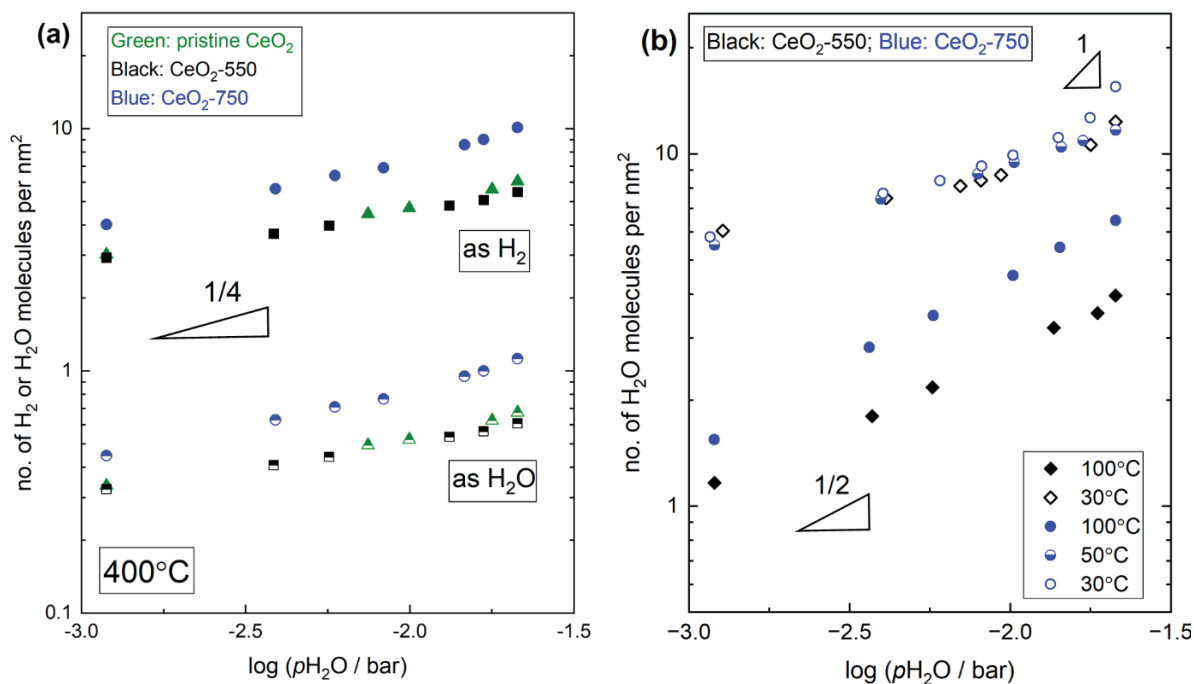 (a)
Green: pristine CeO₂
Black: CeO₂-550
Blue: CeO₂-750
no. of H₂ or H₂O molecules per nm²
10
1
0.1
as H₂
1/4
as H₂O
400°C
-3.0
-2.5
-2.0
-1.5
log (pH₂O / bar)
(b)
Black: CeO₂-550; Blue: CeO₂-750
1
no. of H₂O molecules per nm²
10
1
1/2
100°C
30°C
100°C
50°C
30°C
−3.0
−2.5
−2.0
−1.5
log (pH₂O / bar)